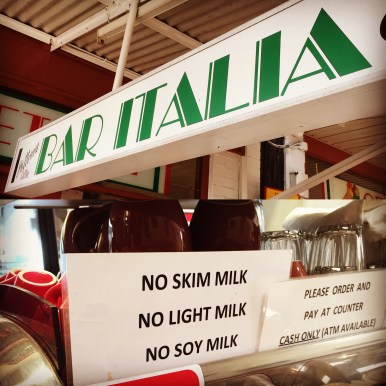 BAR ITALIA
NO SKIM MILK
NO LIGHT MILK
NO SOY MILK
PLEASE ORDER AND
PAY AT COUNTER
CASH ONLY (ATM AVAILABLE)